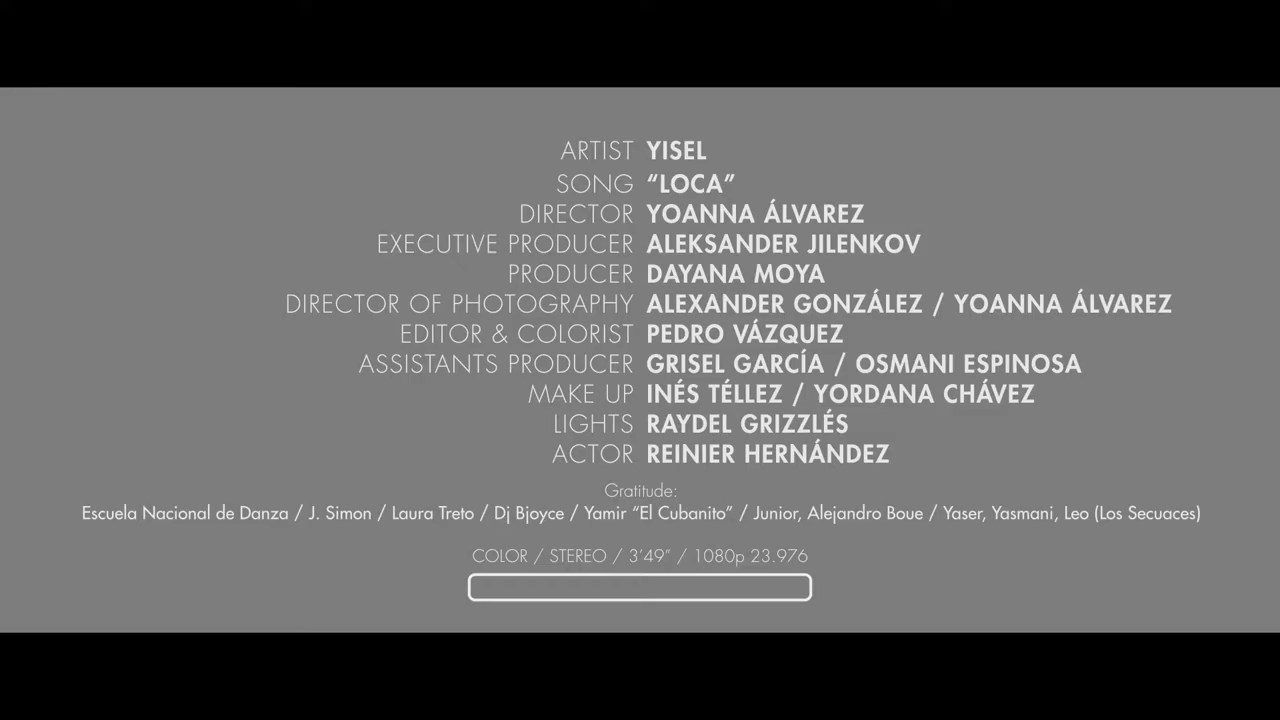 ARTIST YISEL
SONG “LOCA”
DIRECTOR YOANNA ÁLVAREZ
EXECUTIVE PRODUCER ALEKSANDER JILENKOV
PRODUCER DAYANA MOYA
DIRECTOR OF PHOTOGRAPHY ALEXANDER GONZÁLEZ / YOANNA ÁLVAREZ
EDITOR & COLORIST PEDRO VÁZQUEZ
ASSISTANTS PRODUCER GRISEL GARCÍA / OSMANI ESPINOSA
MAKE UP INÉS TÉLLEZ / YORDANA CHÁVEZ
LIGHTS RAYDEL GRIZZLÉS
ACTOR REINIER HERNÁNDEZ
Gratitude:
Escuela Nacional de Danza / J. Simon / Laura Treto / Dj Bjoyce / Yamir “El Cubanito” / Junior, Alejandro Boue / Yaser, Yasmani, Leo (Los Secuaces)
COLOR / STEREO / 3’49” / 1080p 23.976